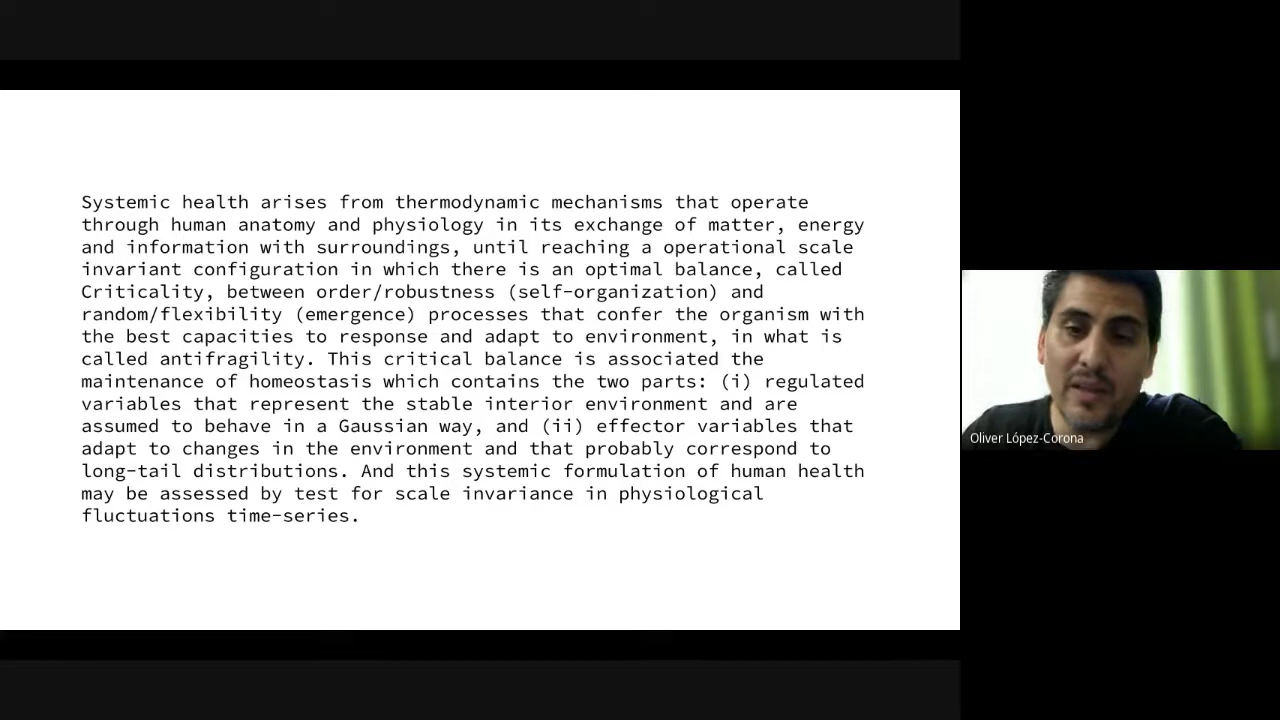 Systemic health arises from thermodynamic mechanisms that operate
through human anatomy and physiology in its exchange of matter, energy
and information with surroundings, until reaching a operational scale
invariant configuration in which there is an optimal balance, called
Criticality, between order/robustness (self-organization) and
random/flexibility (emergence) processes that confer the organism with
the best capacities to response and adapt to environment, in what is
called antifragility. This critical balance is associated the
maintenance of homeostasis which contains the two parts: (i) regulated
variables that represent the stable interior environment and are
assumed to behave in a Gaussian way, and (ii) effector variables that
adapt to changes in the environment and that probably correspond to
long-tail distributions. And this systemic formulation of human health
may be assessed by test for scale invariance in physiological
fluctuations time-series.
Oliver López-Corona